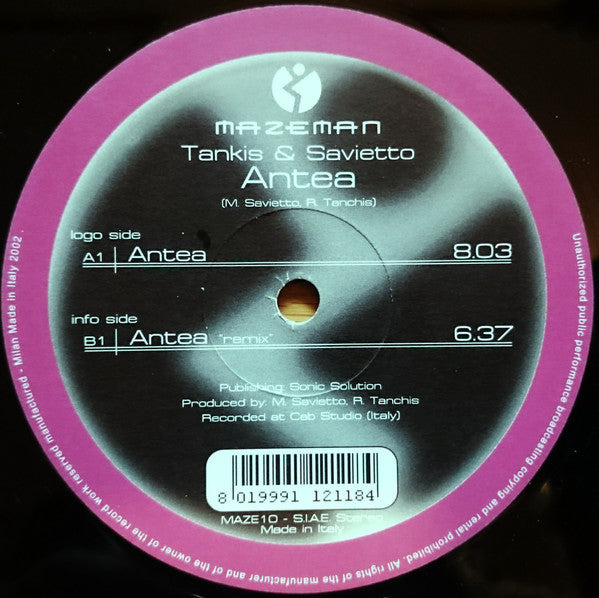 MAZEMAN
Tankis & Savietto
Antea
(M. Savietto, R. Tanchis)
logo side
A1 Antea 8.03
info side
B1 Antea "remix" 6.37
Publishing: Sonic Solution
Produced by: M. Savietto, R. Tanchis
Recorded at Cab Studio (Italy)
8 019991 121184
MAZE10 - S.I.A.E. Stereo
Made in Italy
Unauthorized public performance broadcasting copying and rental prohibited. All rights of the manufacturer and of the owner of the record work reserved manufactured - Milan Made in Italy 2002.